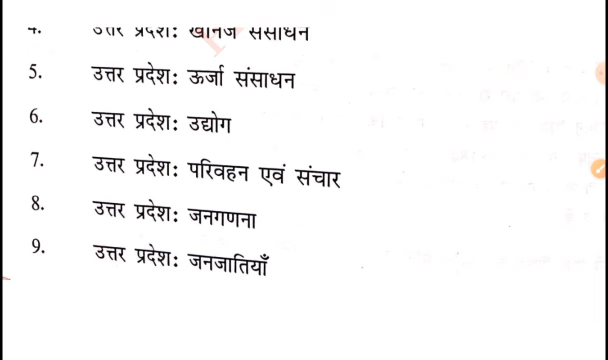 4. उत्तर प्रदेश: खनिज संसाधन
5. उत्तर प्रदेश: ऊर्जा संसाधन
6. उत्तर प्रदेश: उद्योग
7. उत्तर प्रदेश: परिवहन एवं संचार
8. उत्तर प्रदेश: जनगणना
9. उत्तर प्रदेश: जनजातियाँ